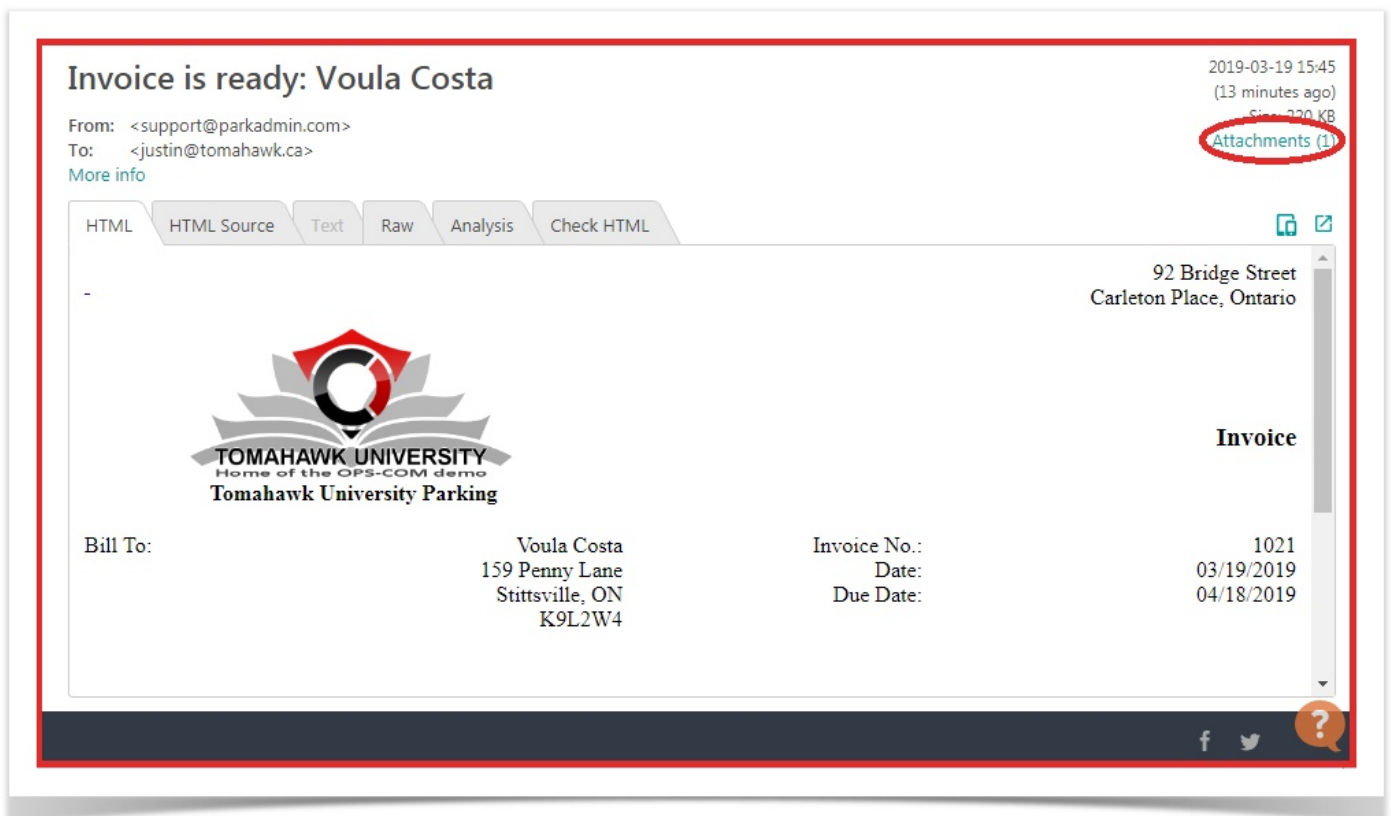 Invoice is ready: Voula Costa
2019-03-19 15:45
(13 minutes ago)
From: <support@parkadmin.com>
Size: 220 KB
To: <justin@tomahawk.ca>
Attachments (1)
More info
HTML HTML Source Text Raw Analysis Check HTML
92 Bridge Street
-
Carleton Place, Ontario
Invoice
TOMAHAWK UNIVERSITY
Home of the OPS-COM demo
Tomahawk University Parking
Bill To: Voula Costa Invoice No.: 1021
159 Penny Lane Date: 03/19/2019
Stittsville, ON Due Date: 04/18/2019
K9L2W4
?